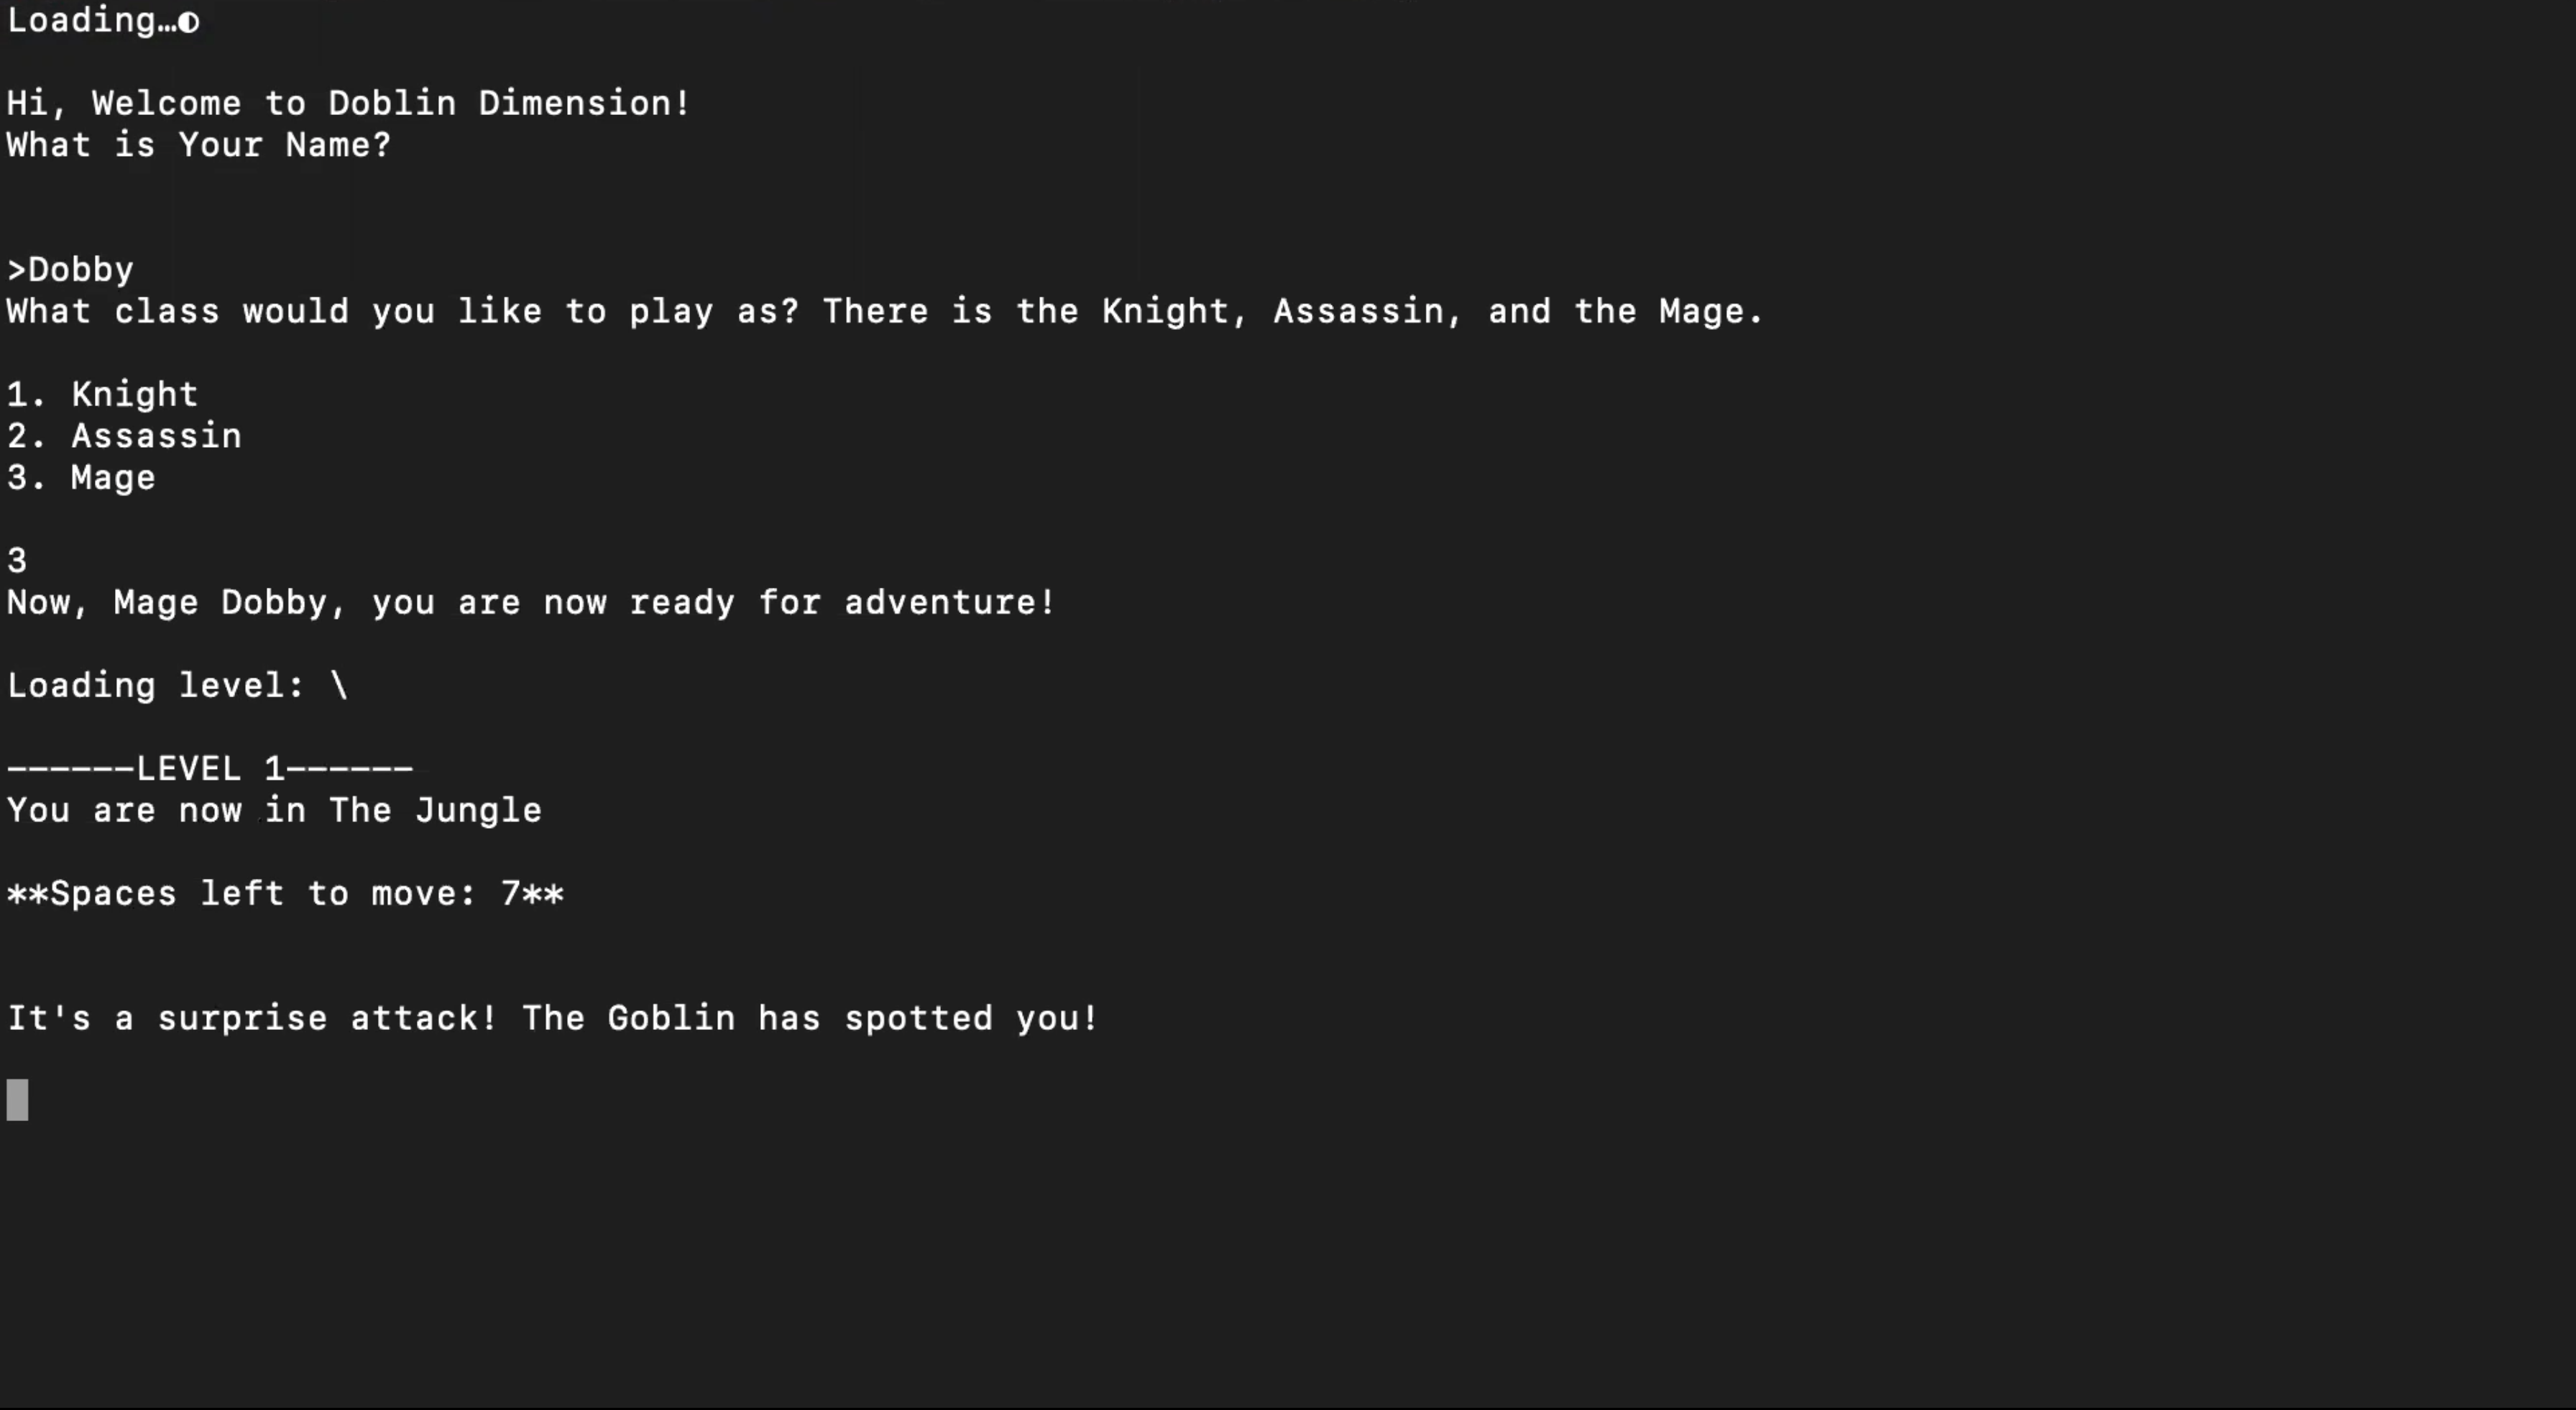 Loading…◐
Hi, Welcome to Doblin Dimension!
What is Your Name?
>Dobby
What class would you like to play as? There is the Knight, Assassin, and the Mage.
1. Knight
2. Assassin
3. Mage
3
Now, Mage Dobby, you are now ready for adventure!
Loading level: \
------LEVEL 1------
You are now in The Jungle
**Spaces left to move: 7**
It's a surprise attack! The Goblin has spotted you!